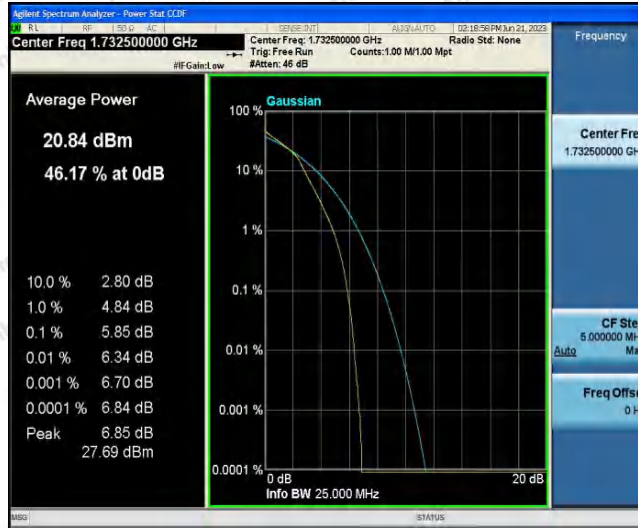 Agilent Spectrum Analyzer - Power Stat CCDF
RL RF 50 Ω AC SENSE:INT ALIGN AUTO 02:18:58 PM Jun 21, 2023
Center Freq 1.732500000 GHz
Center Freq: 1.732500000 GHz Radio Std: None
Trig: Free Run Counts:1.00 M/1.00 Mpt
#IFGain:Low #Atten: 46 dB
Frequency
Average Power
20.84 dBm
46.17 % at 0dB
10.0 % 2.80 dB
1.0 % 4.84 dB
0.1 % 5.85 dB
0.01 % 6.34 dB
0.001 % 6.70 dB
0.0001 % 6.84 dB
Peak 6.85 dB
27.69 dBm
Gaussian
100 %
10 %
1 %
0.1 %
0.01 %
0.001 %
0.0001 %
0 dB 20 dB
Info BW 25.000 MHz
Center Fre
1.732500000 GH
CF Ste
5.000000 MH
Auto Ma
Freq Offse
0 H
MSG STATUS